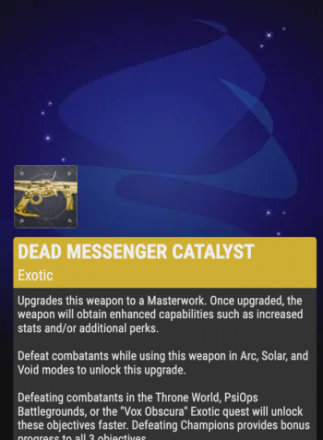 DEAD MESSENGER CATALYST
Exotic
Upgrades this weapon to a Masterwork. Once upgraded, the
weapon will obtain enhanced capabilities such as increased
stats and/or additional perks.
Defeat combatants while using this weapon in Arc, Solar, and
Void modes to unlock this upgrade.
Defeating combatants in the Throne World, PsiOps
Battlegrounds, or the "Vox Obscura" Exotic quest will unlock
these objectives faster. Defeating Champions provides bonus
progress to all 3 objectives.